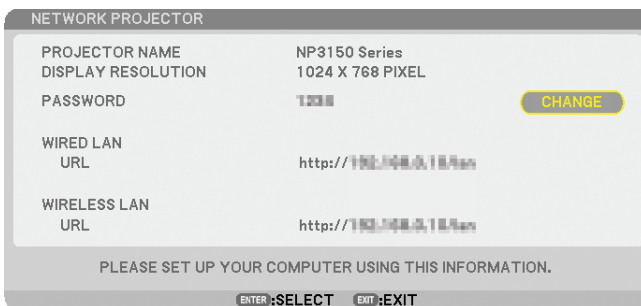 NETWORK PROJECTOR
PROJECTOR NAME NP3150 Series
DISPLAY RESOLUTION 1024 X 768 PIXEL
PASSWORD CHANGE
WIRED LAN
URL http://
WIRELESS LAN
URL http://
PLEASE SET UP YOUR COMPUTER USING THIS INFORMATION.
ENTER :SELECT EXIT :EXIT